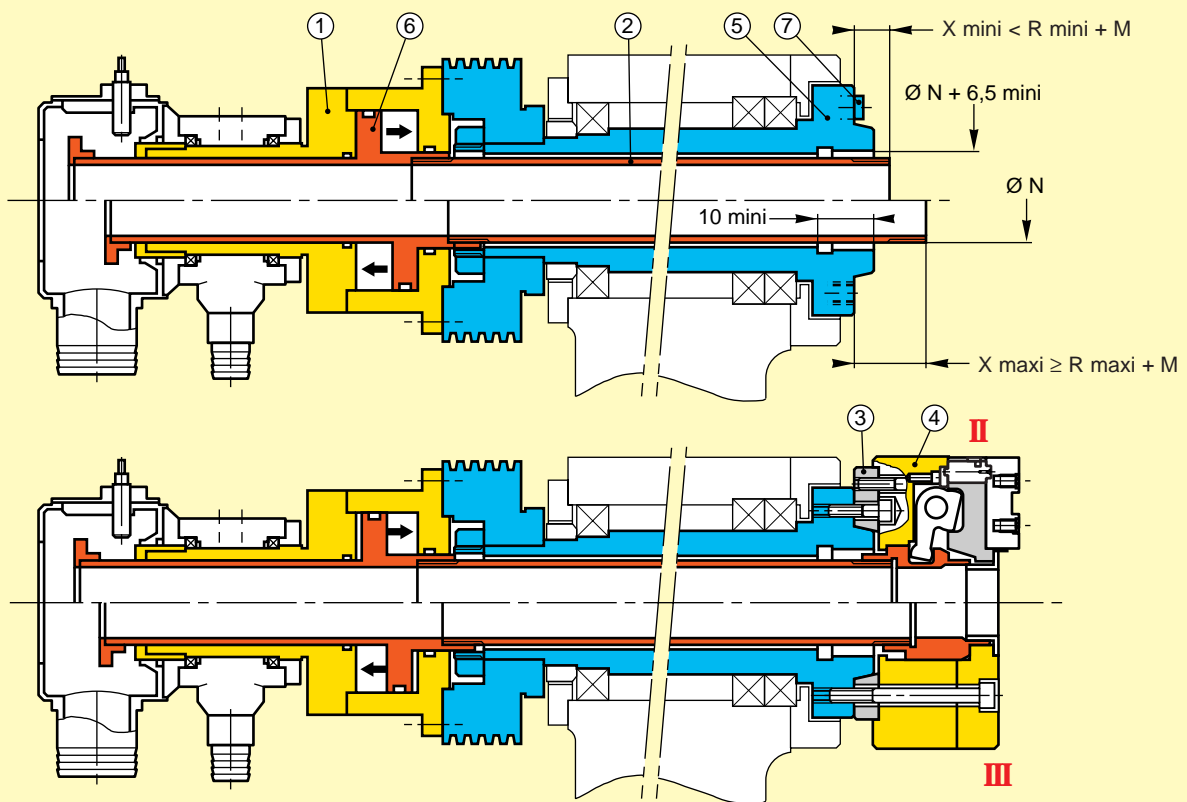 1
6
2
5
7
X mini < R mini + M
Ø N + 6,5 mini
Ø N
10 mini
X maxi ≥ R maxi + M
3
4
II
III